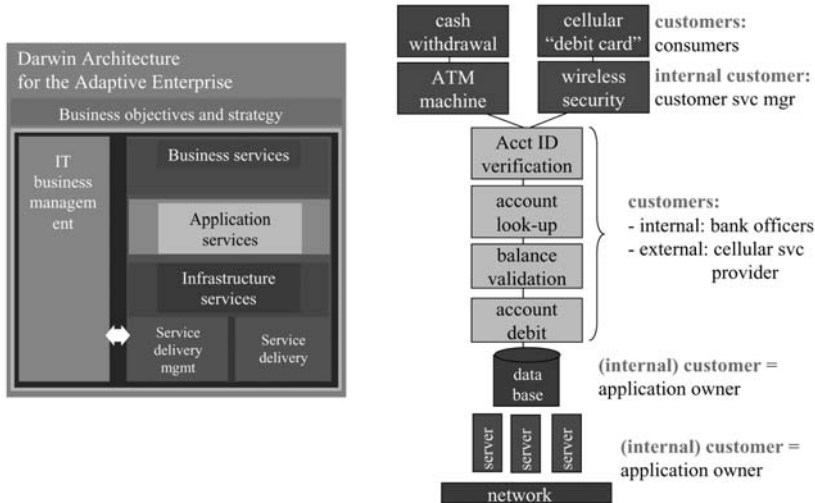 Darwin Architecture
for the Adaptive Enterprise
Business objectives and strategy
IT
business
managem
ent
Business services
Application
services
Infrastructure
services
Service
delivery
mgmt
Service
delivery
cash
withdrawal
cellular
“debit card”
customers:
consumers
ATM
machine
wireless
security
internal customer:
customer svc mgr
Acct ID
verification
account
look-up
balance
validation
account
debit
customers:
- internal: bank officers
- external: cellular svc
provider
data
base
(internal) customer =
application owner
server
server
server
(internal) customer =
application owner
network